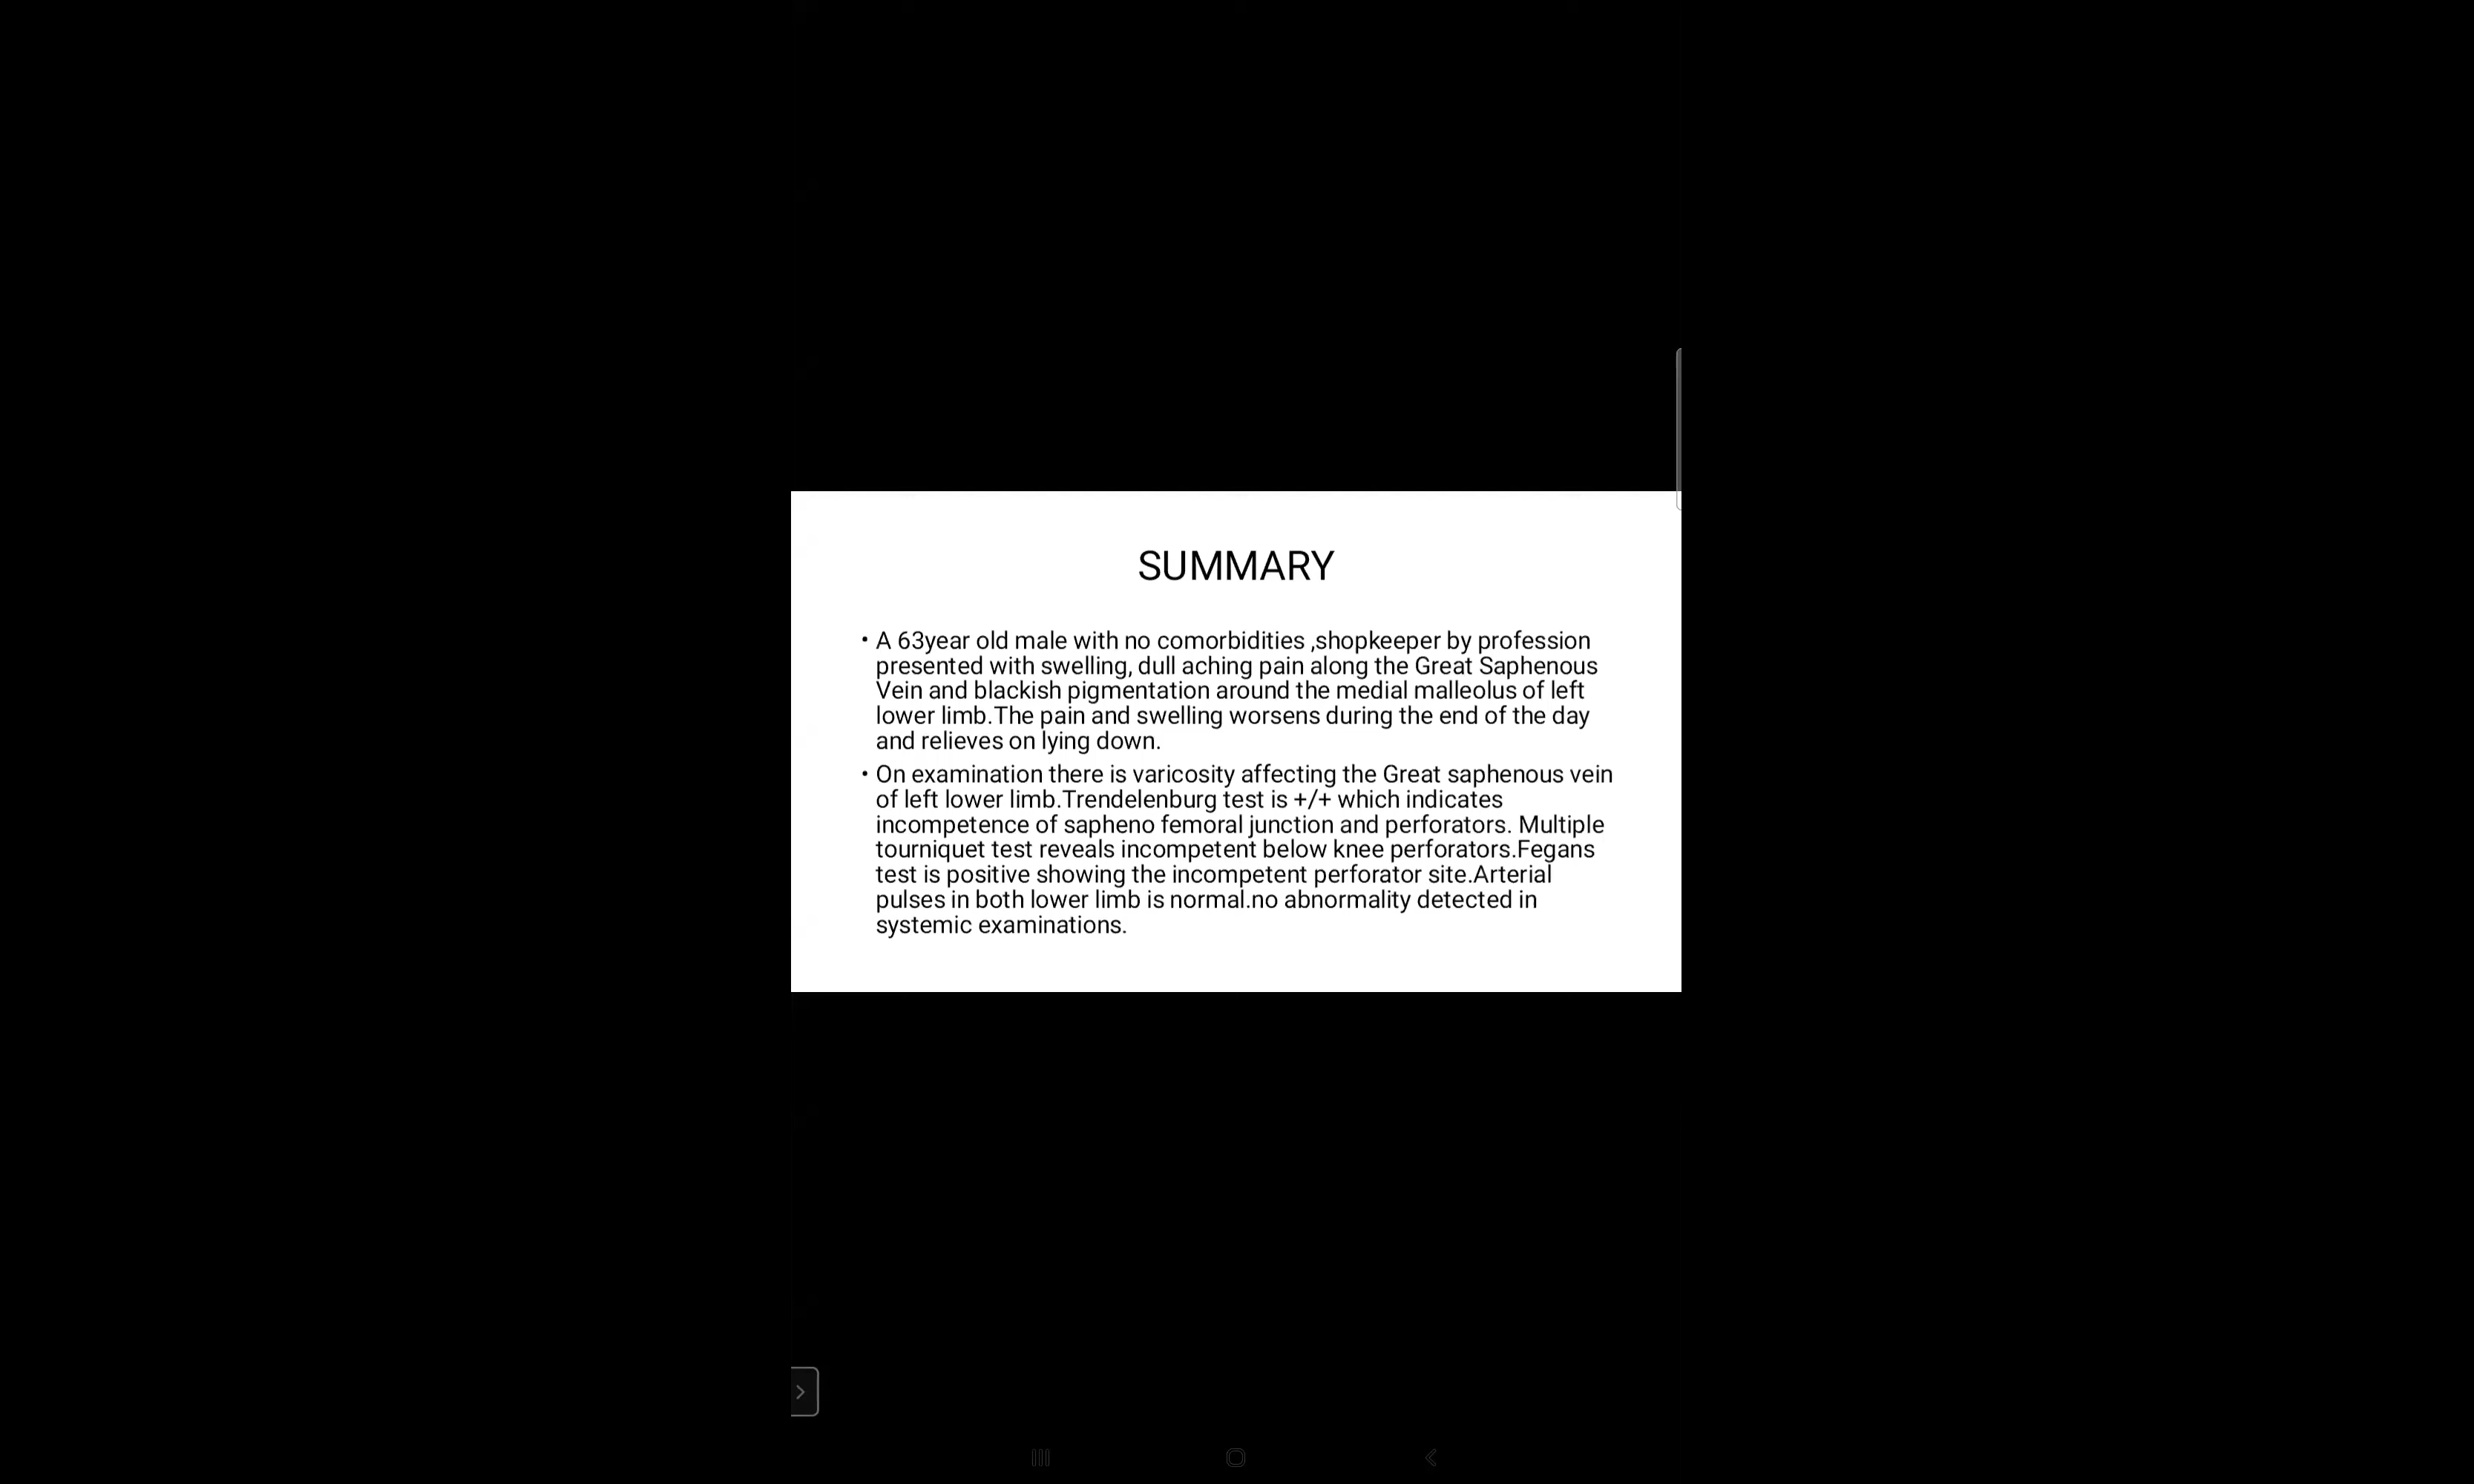 SUMMARY
• A 63year old male with no comorbidities ,shopkeeper by profession
presented with swelling, dull aching pain along the Great Saphenous
Vein and blackish pigmentation around the medial malleolus of left
lower limb.The pain and swelling worsens during the end of the day
and relieves on lying down.
• On examination there is varicosity affecting the Great saphenous vein
of left lower limb.Trendelenburg test is +/+ which indicates
incompetence of sapheno femoral junction and perforators. Multiple
tourniquet test reveals incompetent below knee perforators.Fegans
test is positive showing the incompetent perforator site.Arterial
pulses in both lower limb is normal.no abnormality detected in
systemic examinations.